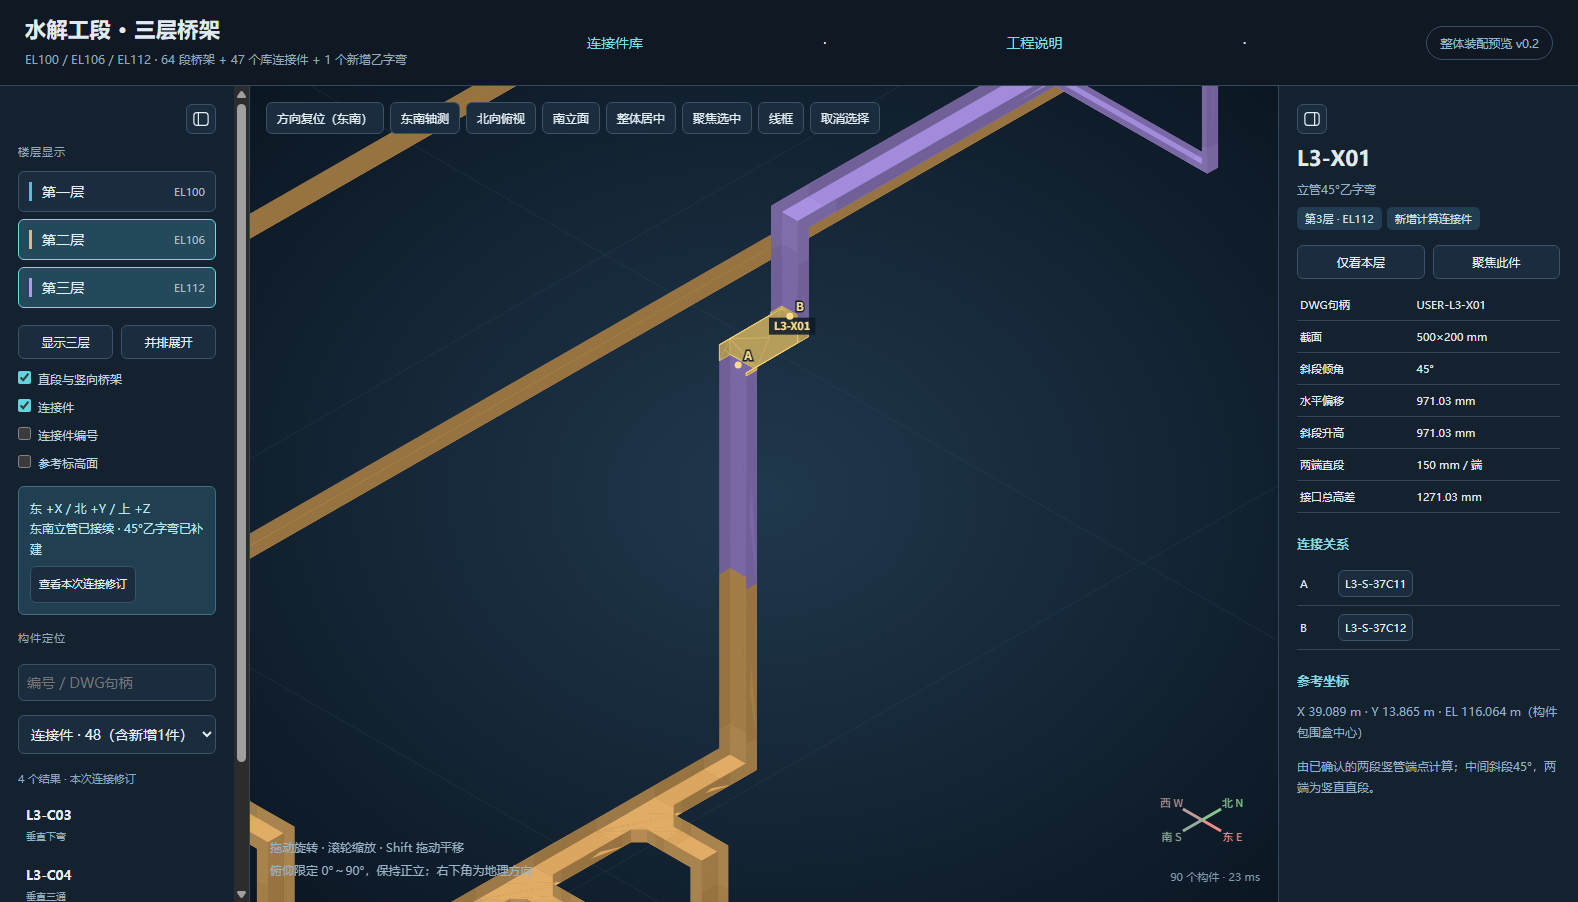 水解工段 • 三层桥架
EL100 / EL106 / EL112 · 64 段桥架 + 47 个库连接件 + 1 个新增乙字弯
连接件库
·
工程说明
·
整体装配预览 v0.2
楼层显示
第一层 EL100
第二层 EL106
第三层 EL112
显示三层
并排展开
直段与竖向桥架
连接件
连接件编号
参考标高面
东 +X / 北 +Y / 上 +Z
东南立管已接续 · 45°乙字弯已补
建
查看本次连接修订
构件定位
编号 / DWG句柄
连接件 · 48（含新增1件）
4 个结果 · 本次连接修订
L3-C03
垂直下弯
L3-C04
垂直三通
方向复位（东南）
东南轴测
北向俯视
南立面
整体居中
聚焦选中
线框
取消选择
B
L3-X01
A
拖动旋转 · 滚轮缩放 · Shift 拖动平移
俯仰限定 0°～90°，保持正立；右下角为地理方向
西 W
北 N
南 S
东 E
90 个构件 · 23 ms
L3-X01
立管45°乙字弯
第3层 · EL112
新增计算连接件
仅看本层
聚焦此件
DWG句柄 USER-L3-X01
截面 500×200 mm
斜段倾角 45°
水平偏移 971.03 mm
斜段升高 971.03 mm
两端直段 150 mm / 端
接口总高差 1271.03 mm
连接关系
A L3-S-37C11
B L3-S-37C12
参考坐标
X 39.089 m · Y 13.865 m · EL 116.064 m（构件
包围盒中心）
由已确认的两段竖管端点计算；中间斜段45°，两
端为竖直直段。